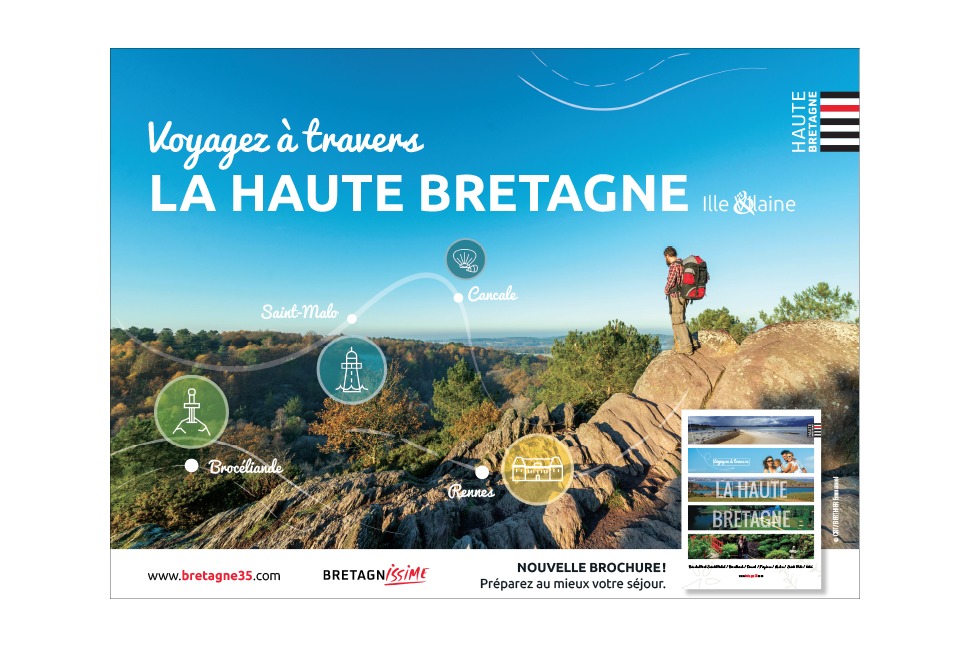 HAUTE
BRETAGNE
Voyagez à travers
LA HAUTE BRETAGNE Ille & Vilaine
Cancale
Saint-Malo
Brocéliande
Rennes
Voyagez à travers
LA HAUTE
BRETAGNE
www.bretagne35.com
BRETAGNISSIME
NOUVELLE BROCHURE!
Préparez au mieux votre séjour.